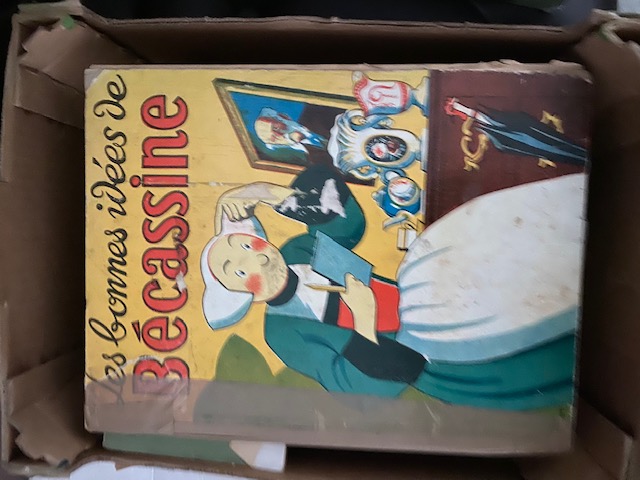 Les bonnes idées de
Bécassine